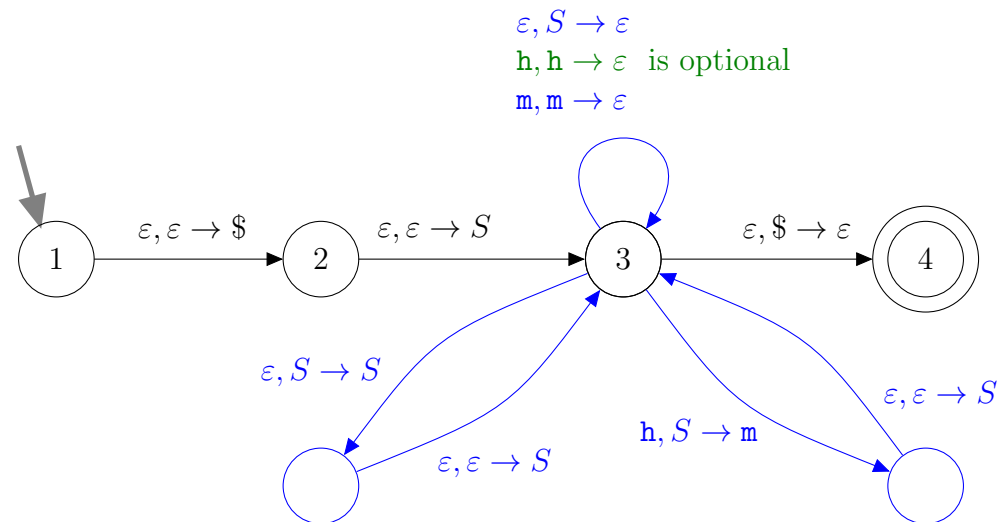 ε, S → ε
h, h → ε is optional
m, m → ε
ε, ε → $
ε, ε → S
ε, $ → ε
1
2
3
4
ε, S → S
ε, ε → S
h, S → m
ε, ε → S